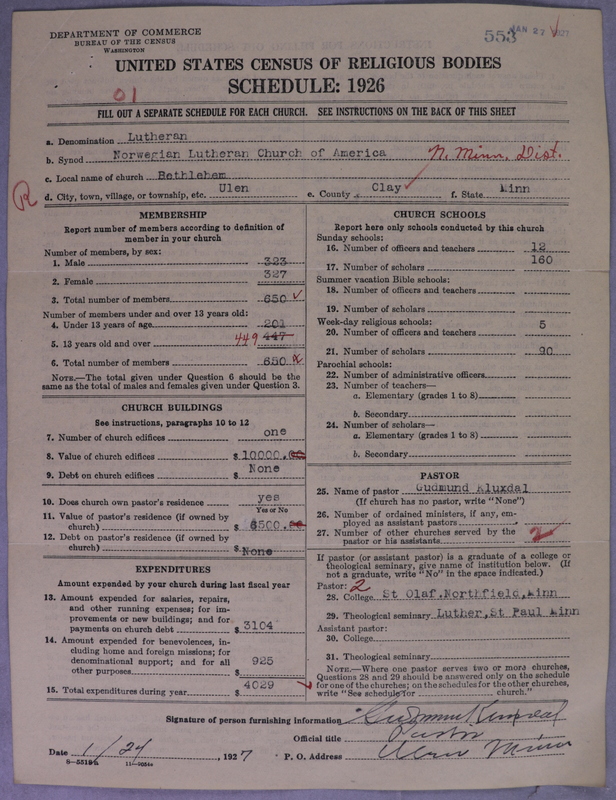 DEPARTMENT OF COMMERCE
BUREAU OF THE CENSUS
WASHINGTON
553 JAN 27 1927
UNITED STATES CENSUS OF RELIGIOUS BODIES
SCHEDULE: 1926
01
FILL OUT A SEPARATE SCHEDULE FOR EACH CHURCH. SEE INSTRUCTIONS ON THE BACK OF THIS SHEET
a. Denomination Lutheran
b. Synod Norwegian Lutheran Church of America N. Minn. Dist.
c. Local name of church Bethlehem
R
d. City, town, village, or township, etc. Ulen e. County Clay f. State Minn
MEMBERSHIP
Report number of members according to definition of
member in your church
Number of members, by sex:
1. Male 323
2. Female 327
3. Total number of members 650
Number of members under and over 13 years old:
4. Under 13 years of age 201
5. 13 years old and over 449 447
6. Total number of members 650
NOTE.—The total given under Question 6 should be the
same as the total of males and females given under Question 3.
CHURCH BUILDINGS
See instructions, paragraphs 10 to 12
7. Number of church edifices one
8. Value of church edifices $ 10000.00
9. Debt on church edifices $ None
10. Does church own pastor's residence yes
Yes or No
11. Value of pastor's residence (if owned by
church) $ 6500.00
12. Debt on pastor's residence (if owned by
church) $ None
EXPENDITURES
Amount expended by your church during last fiscal year
13. Amount expended for salaries, repairs,
and other running expenses; for im-
provements or new buildings; and for
payments on church debt $ 3104
14. Amount expended for benevolences, in-
cluding home and foreign missions; for
denominational support; and for all
other purposes $ 925
15. Total expenditures during year $ 4029
CHURCH SCHOOLS
Report here only schools conducted by this church
Sunday schools:
16. Number of officers and teachers 12
17. Number of scholars 160
Summer vacation Bible schools:
18. Number of officers and teachers
19. Number of scholars
Week-day religious schools:
20. Number of officers and teachers 5
21. Number of scholars 90
Parochial schools:
22. Number of administrative officers
23. Number of teachers—
a. Elementary (grades 1 to 8)
b. Secondary
24. Number of scholars—
a. Elementary (grades 1 to 8)
b. Secondary
PASTOR
25. Name of pastor Gudmund Kluxdal
(If church has no pastor, write "None")
26. Number of ordained ministers, if any, em-
ployed as assistant pastors
27. Number of other churches served by the
pastor or his assistants 2
If pastor (or assistant pastor) is a graduate of a college or
theological seminary, give name of institution below. (If
not a graduate, write "No" in the space indicated.)
Pastor: 2
28. College St Olaf, Northfield, Minn
29. Theological seminary Luther, St Paul Minn
Assistant pastor:
30. College
31. Theological seminary
NOTE.—Where one pastor serves two or more churches,
Questions 28 and 29 should be answered only on the schedule
for one of the churches; on the schedules for the other churches,
write "See schedule for church."
Signature of person furnishing information Gudmund Kluxdal
Official title Pastor
Date 1/24, 1927 P. O. Address Ulen Minn